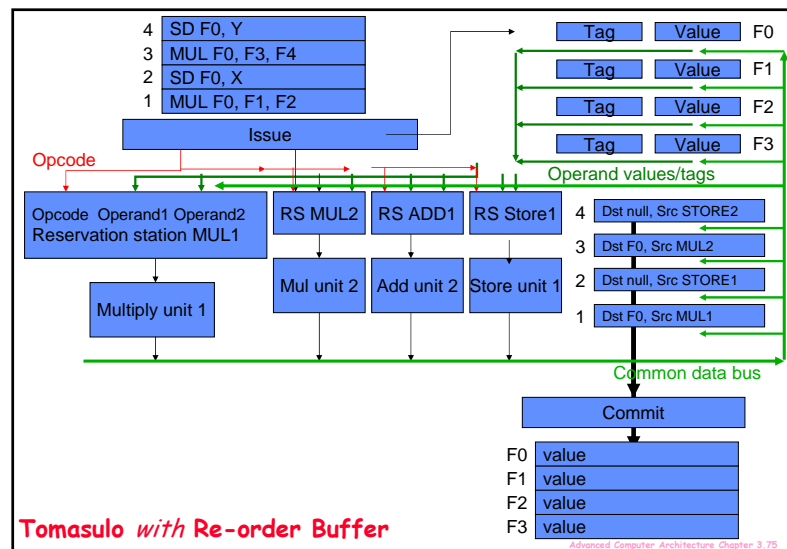 4 SD F0, Y
3 MUL F0, F3, F4
2 SD F0, X
1 MUL F0, F1, F2
Issue
Tag Value F0
Tag Value F1
Tag Value F2
Tag Value F3
Opcode
Operand values/tags
Opcode Operand1 Operand2
Reservation station MUL1
RS MUL2
RS ADD1
RS Store1
4 Dst null, Src STORE2
3 Dst F0, Src MUL2
2 Dst null, Src STORE1
1 Dst F0, Src MUL1
Multiply unit 1
Mul unit 2
Add unit 2
Store unit 1
Common data bus
Commit
F0 value
F1 value
F2 value
F3 value
Tomasulo with Re-order Buffer
Advanced Computer Architecture Chapter 3.75